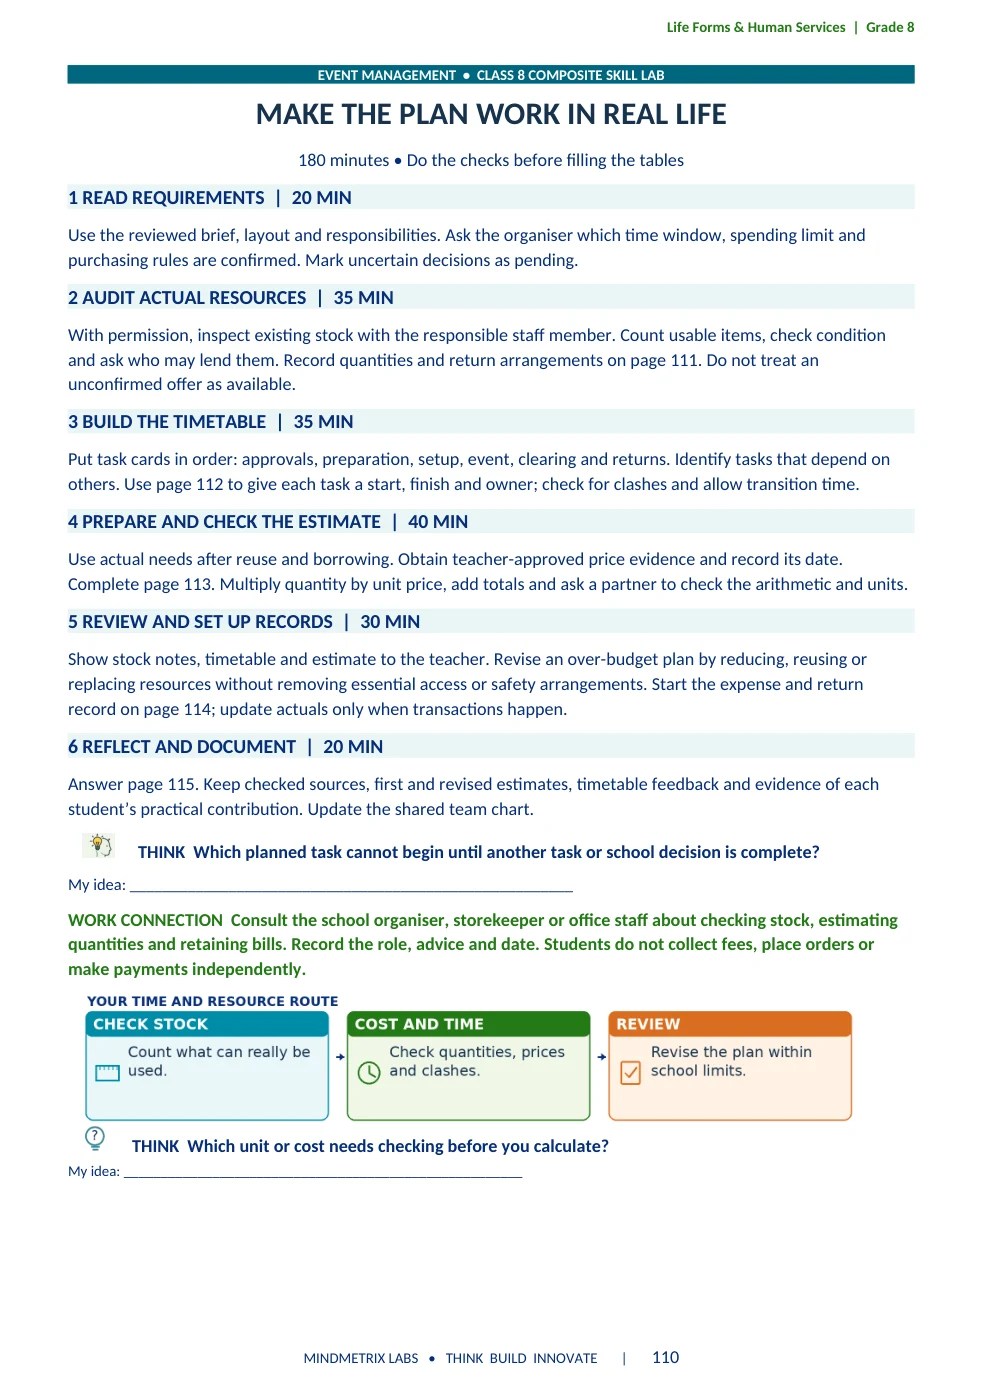 Life Forms & Human Services | Grade 8
EVENT MANAGEMENT • CLASS 8 COMPOSITE SKILL LAB
MAKE THE PLAN WORK IN REAL LIFE
180 minutes • Do the checks before filling the tables
1 READ REQUIREMENTS | 20 MIN
Use the reviewed brief, layout and responsibilities. Ask the organiser which time window, spending limit and
purchasing rules are confirmed. Mark uncertain decisions as pending.
2 AUDIT ACTUAL RESOURCES | 35 MIN
With permission, inspect existing stock with the responsible staff member. Count usable items, check condition
and ask who may lend them. Record quantities and return arrangements on page 111. Do not treat an
unconfirmed offer as available.
3 BUILD THE TIMETABLE | 35 MIN
Put task cards in order: approvals, preparation, setup, event, clearing and returns. Identify tasks that depend on
others. Use page 112 to give each task a start, finish and owner; check for clashes and allow transition time.
4 PREPARE AND CHECK THE ESTIMATE | 40 MIN
Use actual needs after reuse and borrowing. Obtain teacher-approved price evidence and record its date.
Complete page 113. Multiply quantity by unit price, add totals and ask a partner to check the arithmetic and units.
5 REVIEW AND SET UP RECORDS | 30 MIN
Show stock notes, timetable and estimate to the teacher. Revise an over-budget plan by reducing, reusing or
replacing resources without removing essential access or safety arrangements. Start the expense and return
record on page 114; update actuals only when transactions happen.
6 REFLECT AND DOCUMENT | 20 MIN
Answer page 115. Keep checked sources, first and revised estimates, timetable feedback and evidence of each
student’s practical contribution. Update the shared team chart.
THINK Which planned task cannot begin until another task or school decision is complete?
My idea: ____________________________________________________
WORK CONNECTION Consult the school organiser, storekeeper or office staff about checking stock, estimating
quantities and retaining bills. Record the role, advice and date. Students do not collect fees, place orders or
make payments independently.
YOUR TIME AND RESOURCE ROUTE
CHECK STOCK
Count what can really be
used.
COST AND TIME
Check quantities, prices
and clashes.
REVIEW
Revise the plan within
school limits.
?
THINK Which unit or cost needs checking before you calculate?
My idea: ____________________________________________________
MINDMETRIX LABS • THINK BUILD INNOVATE | 110